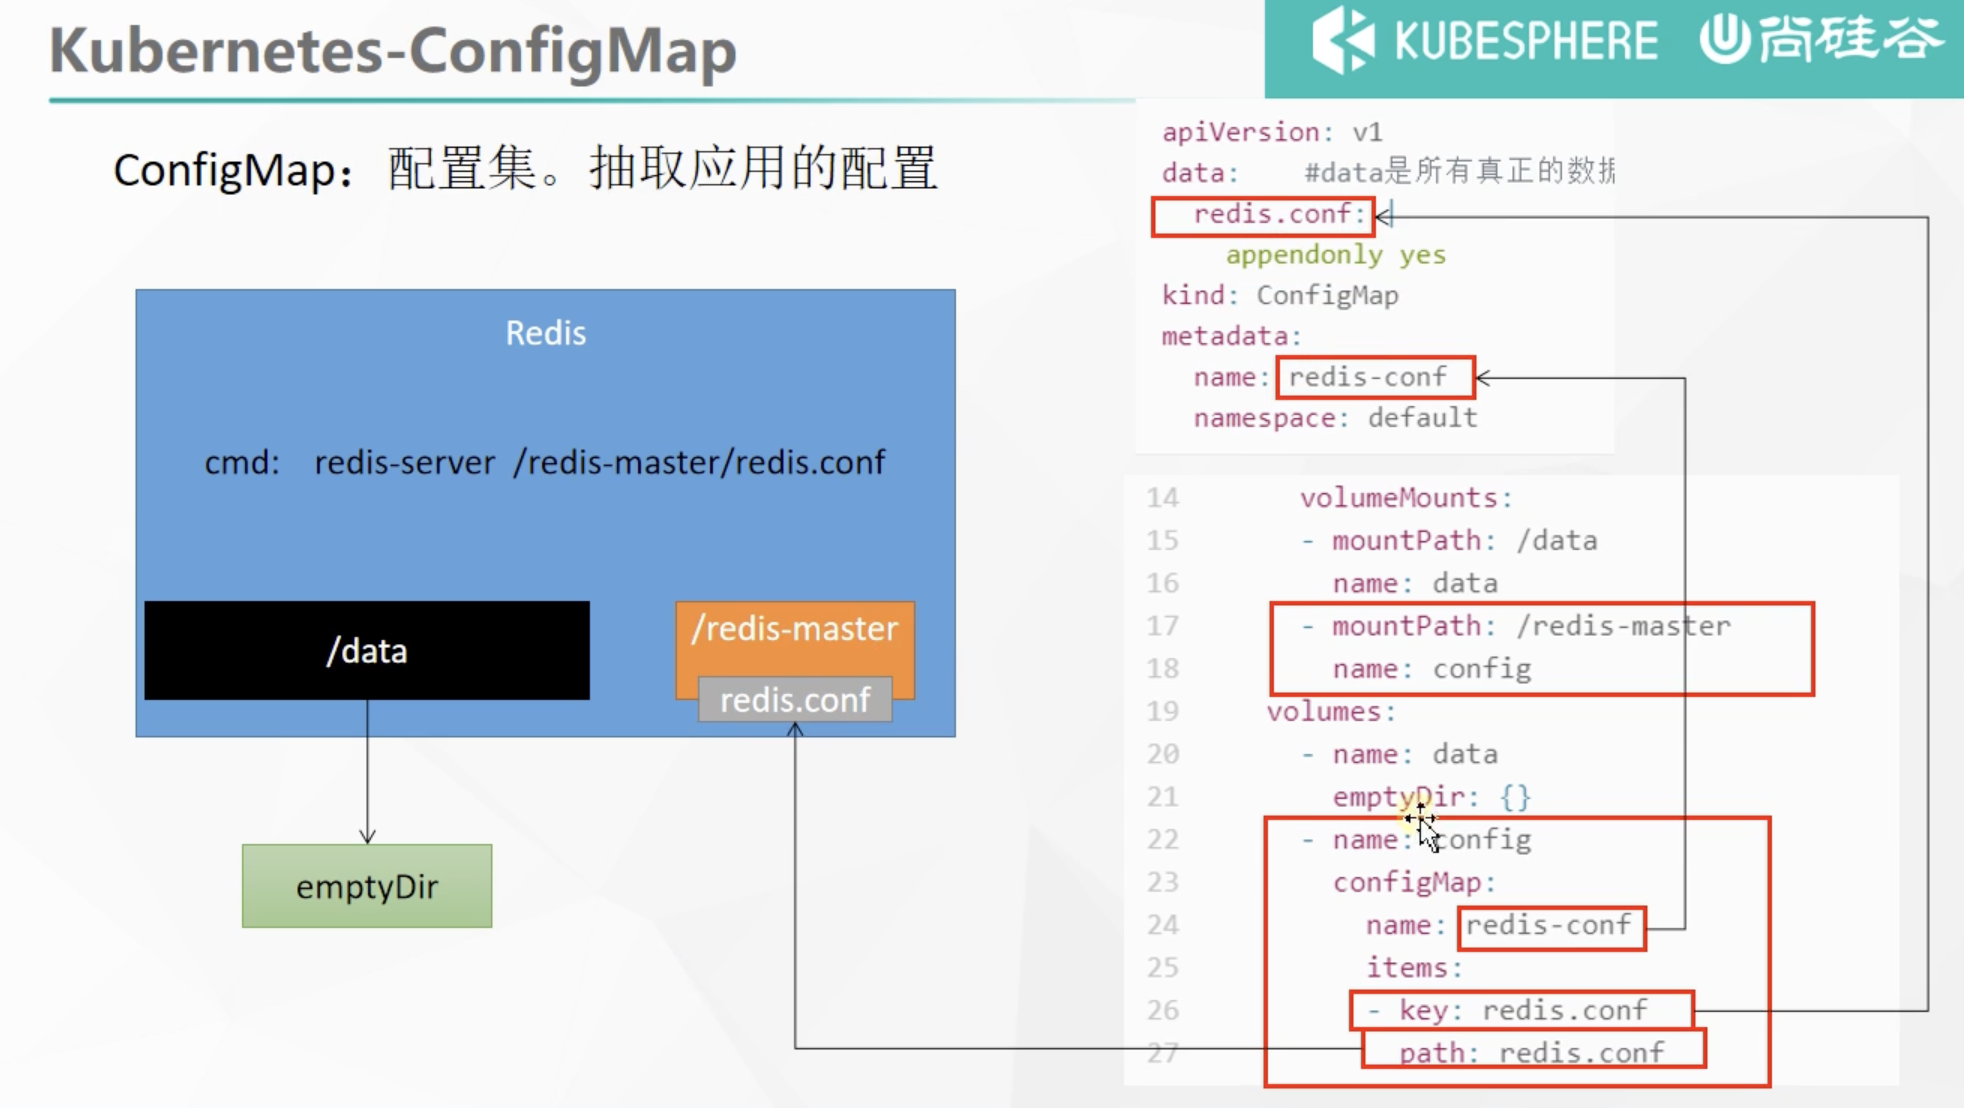 Kubernetes-ConfigMap
KUBESPHERE 尚硅谷
ConfigMap：配置集。抽取应用的配置
Redis
cmd: redis-server /redis-master/redis.conf
/data
/redis-master
redis.conf
emptyDir
apiVersion: v1
data: #data是所有真正的数据
redis.conf: |
appendonly yes
kind: ConfigMap
metadata:
name: redis-conf
namespace: default
14 volumeMounts:
15 - mountPath: /data
16 name: data
17 - mountPath: /redis-master
18 name: config
19 volumes:
20 - name: data
21 emptyDir: {}
22 - name: config
23 configMap:
24 name: redis-conf
25 items:
26 - key: redis.conf
27 path: redis.conf